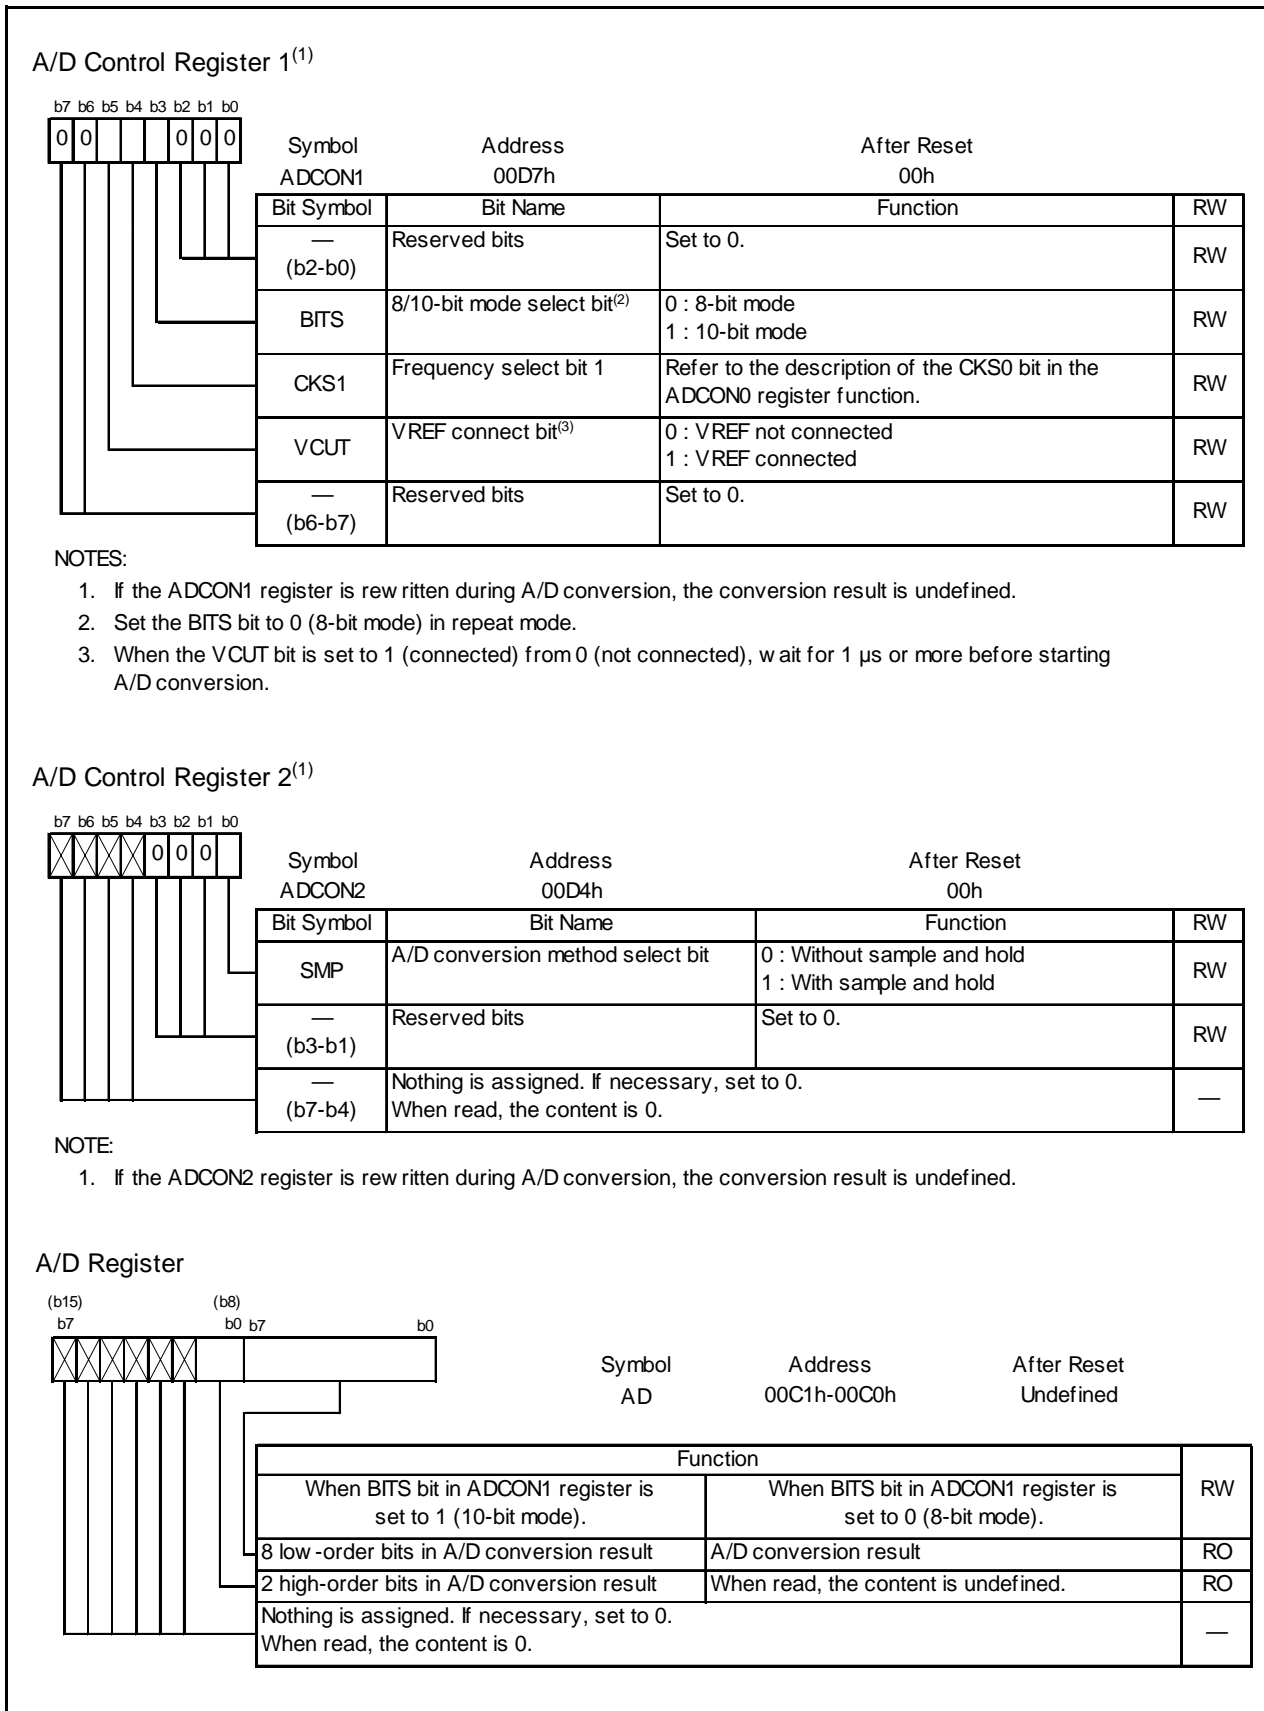 A/D Control Register 1(1)
b7 b6 b5 b4 b3 b2 b1 b0
0 0 0 0 0
Symbol Address After Reset
ADCON1 00D7h 00h
Bit Symbol Bit Name Function RW
— (b2-b0) Reserved bits Set to 0. RW
BITS 8/10-bit mode select bit(2) 0 : 8-bit mode
1 : 10-bit mode RW
CKS1 Frequency select bit 1 Refer to the description of the CKS0 bit in the
ADCON0 register function. RW
VCUT VREF connect bit(3) 0 : VREF not connected
1 : VREF connected RW
— (b6-b7) Reserved bits Set to 0. RW
NOTES:
1. If the ADCON1 register is rewritten during A/D conversion, the conversion result is undefined.
2. Set the BITS bit to 0 (8-bit mode) in repeat mode.
3. When the VCUT bit is set to 1 (connected) from 0 (not connected), wait for 1 µs or more before starting
A/D conversion.
A/D Control Register 2(1)
b7 b6 b5 b4 b3 b2 b1 b0
0 0 0
Symbol Address After Reset
ADCON2 00D4h 00h
Bit Symbol Bit Name Function RW
SMP A/D conversion method select bit 0 : Without sample and hold
1 : With sample and hold RW
— (b3-b1) Reserved bits Set to 0. RW
— (b7-b4) Nothing is assigned. If necessary, set to 0.
When read, the content is 0. —
NOTE:
1. If the ADCON2 register is rewritten during A/D conversion, the conversion result is undefined.
A/D Register
(b15) (b8)
b7 b0 b7 b0
Symbol Address After Reset
AD 00C1h-00C0h Undefined
Function RW
When BITS bit in ADCON1 register is
set to 1 (10-bit mode).
When BITS bit in ADCON1 register is
set to 0 (8-bit mode).
8 low-order bits in A/D conversion result A/D conversion result RO
2 high-order bits in A/D conversion result When read, the content is undefined. RO
Nothing is assigned. If necessary, set to 0.
When read, the content is 0. —